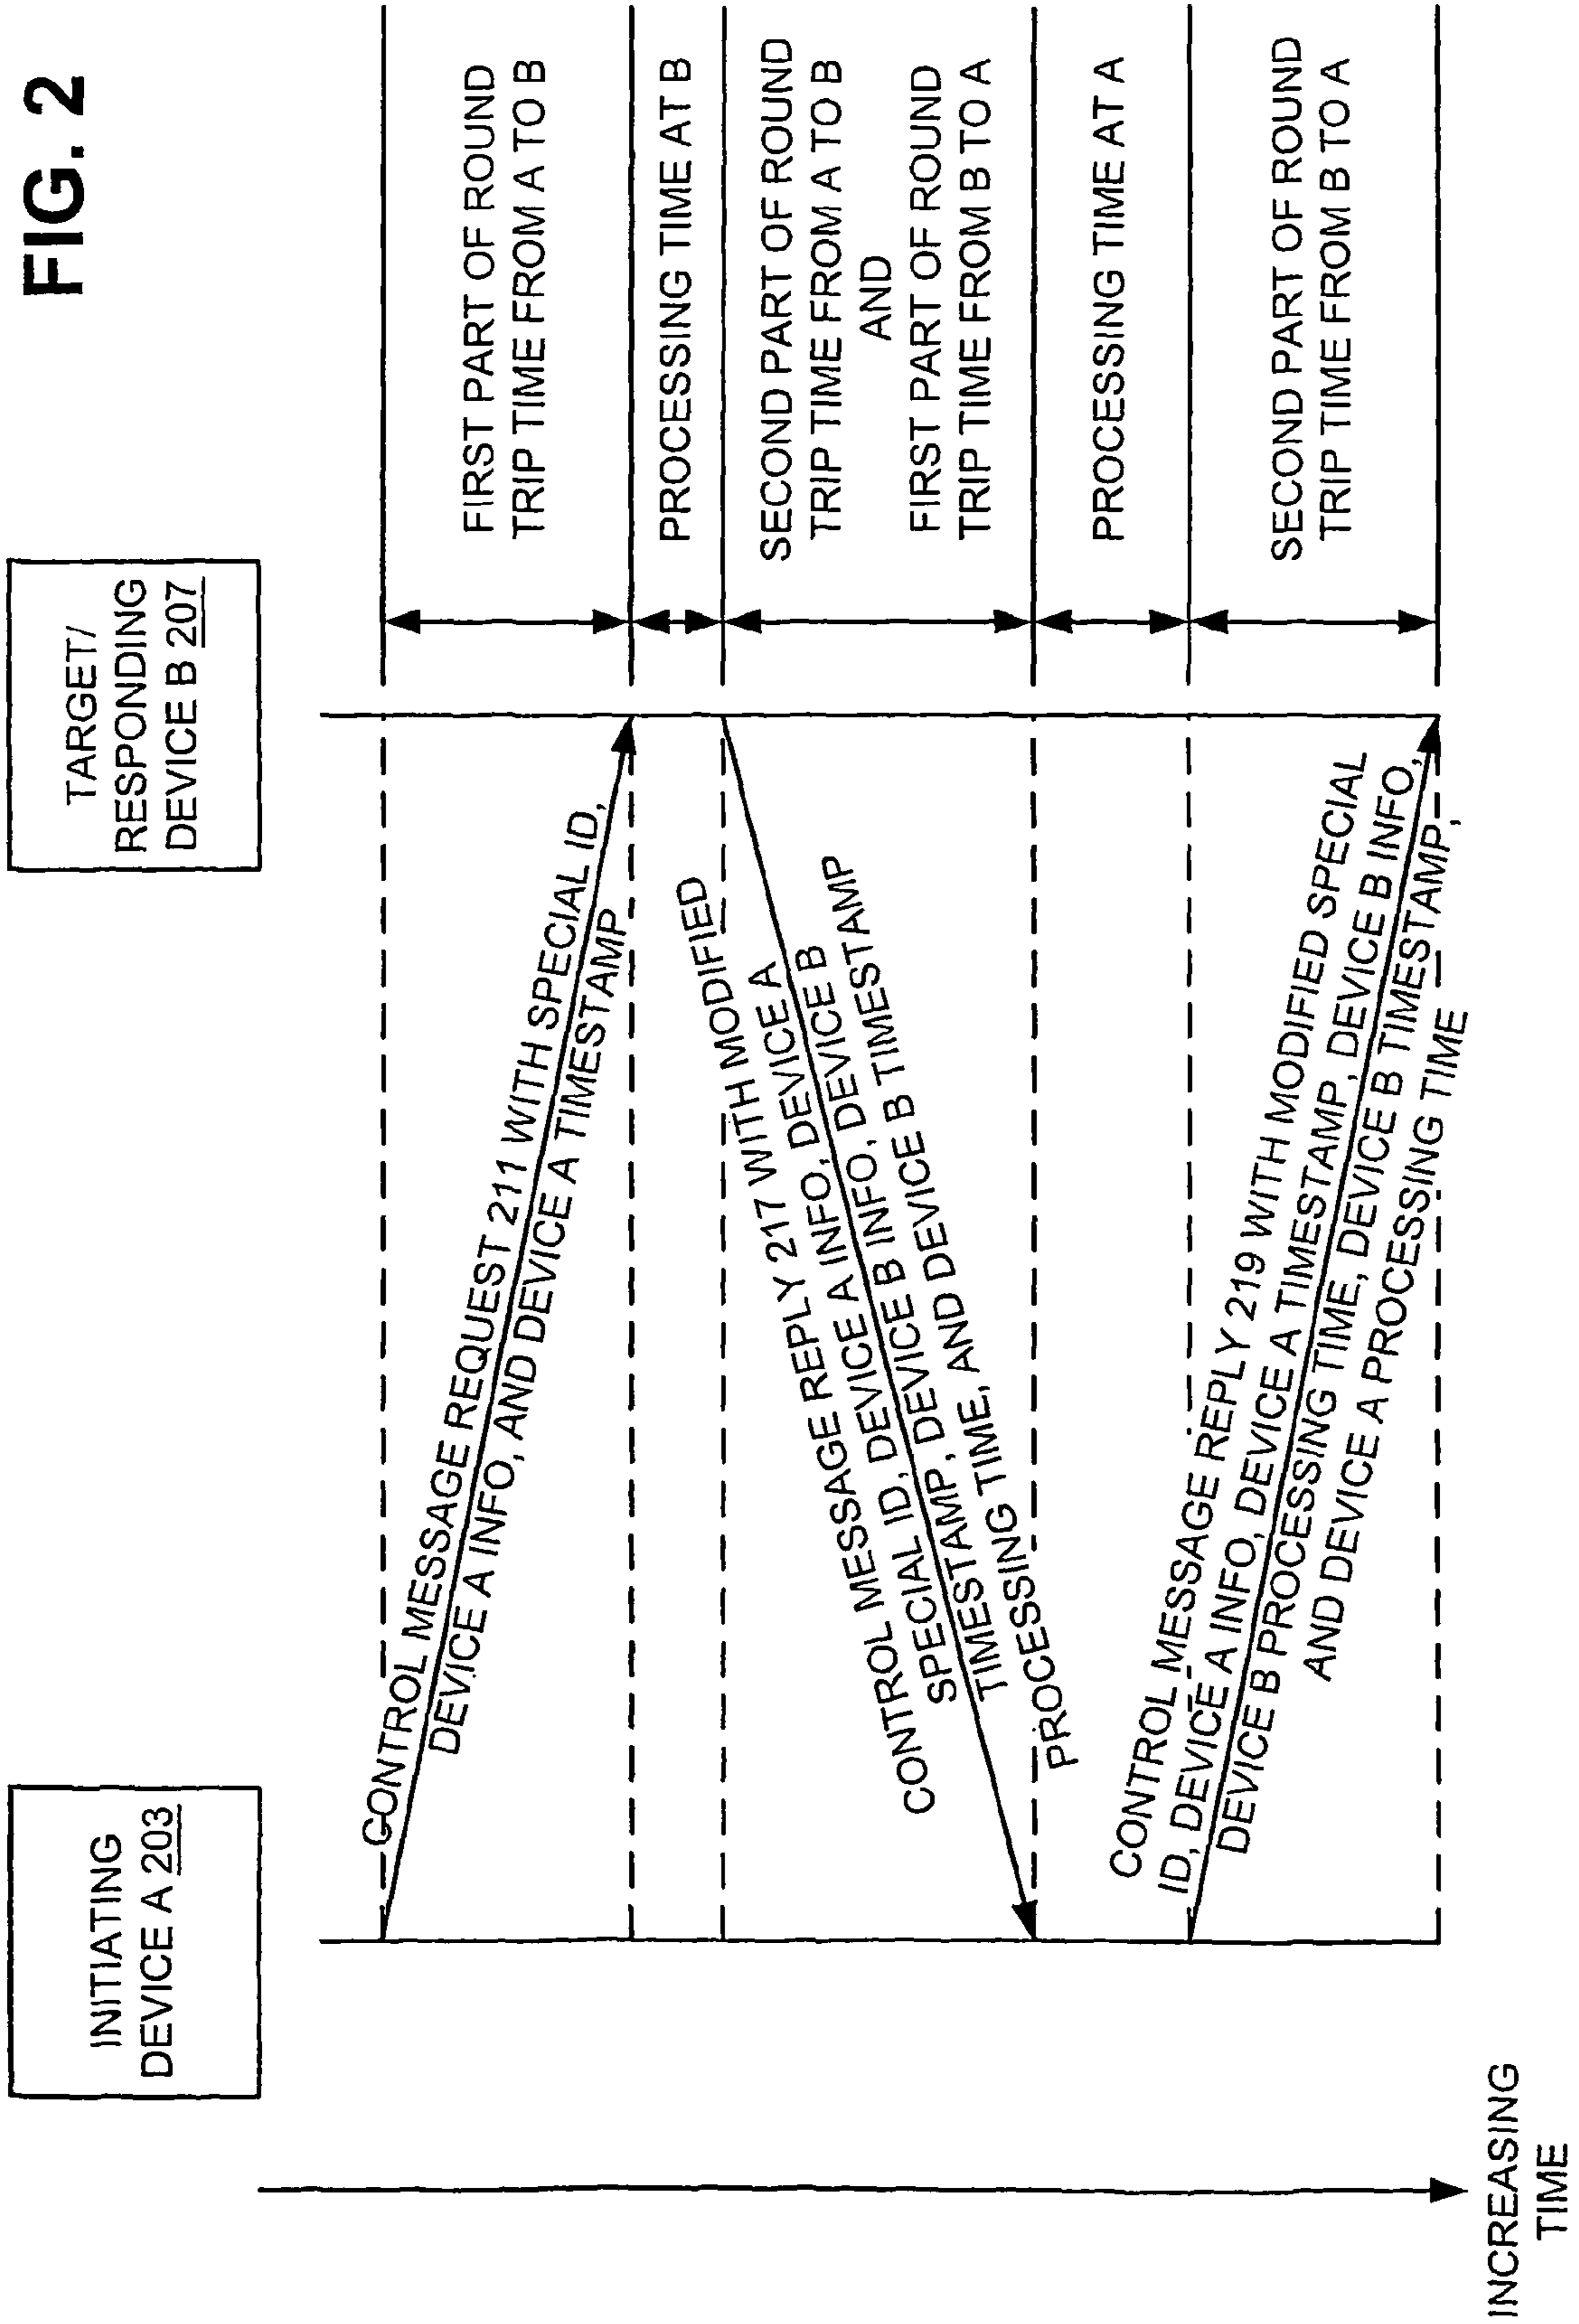 FIG. 2
INITIATING
DEVICE A 203
TARGET/
RESPONDING
DEVICE B 207
CONTROL MESSAGE REQUEST 211 WITH SPECIAL ID,
DEVICE A INFO, AND DEVICE A TIMESTAMP
FIRST PART OF ROUND
TRIP TIME FROM A TO B
PROCESSING TIME AT B
CONTROL MESSAGE REPLY 217 WITH MODIFIED
SPECIAL ID, DEVICE A INFO, DEVICE A
TIMESTAMP, DEVICE B INFO, DEVICE B
PROCESSING TIME, AND DEVICE B TIMESTAMP
SECOND PART OF ROUND
TRIP TIME FROM A TO B
AND
FIRST PART OF ROUND
TRIP TIME FROM B TO A
PROCESSING TIME AT A
CONTROL MESSAGE REPLY 219 WITH MODIFIED SPECIAL
ID, DEVICE A INFO, DEVICE A TIMESTAMP, DEVICE B INFO,
DEVICE B PROCESSING TIME, DEVICE B TIMESTAMP,
AND DEVICE A PROCESSING TIME
SECOND PART OF ROUND
TRIP TIME FROM B TO A
INCREASING
TIME